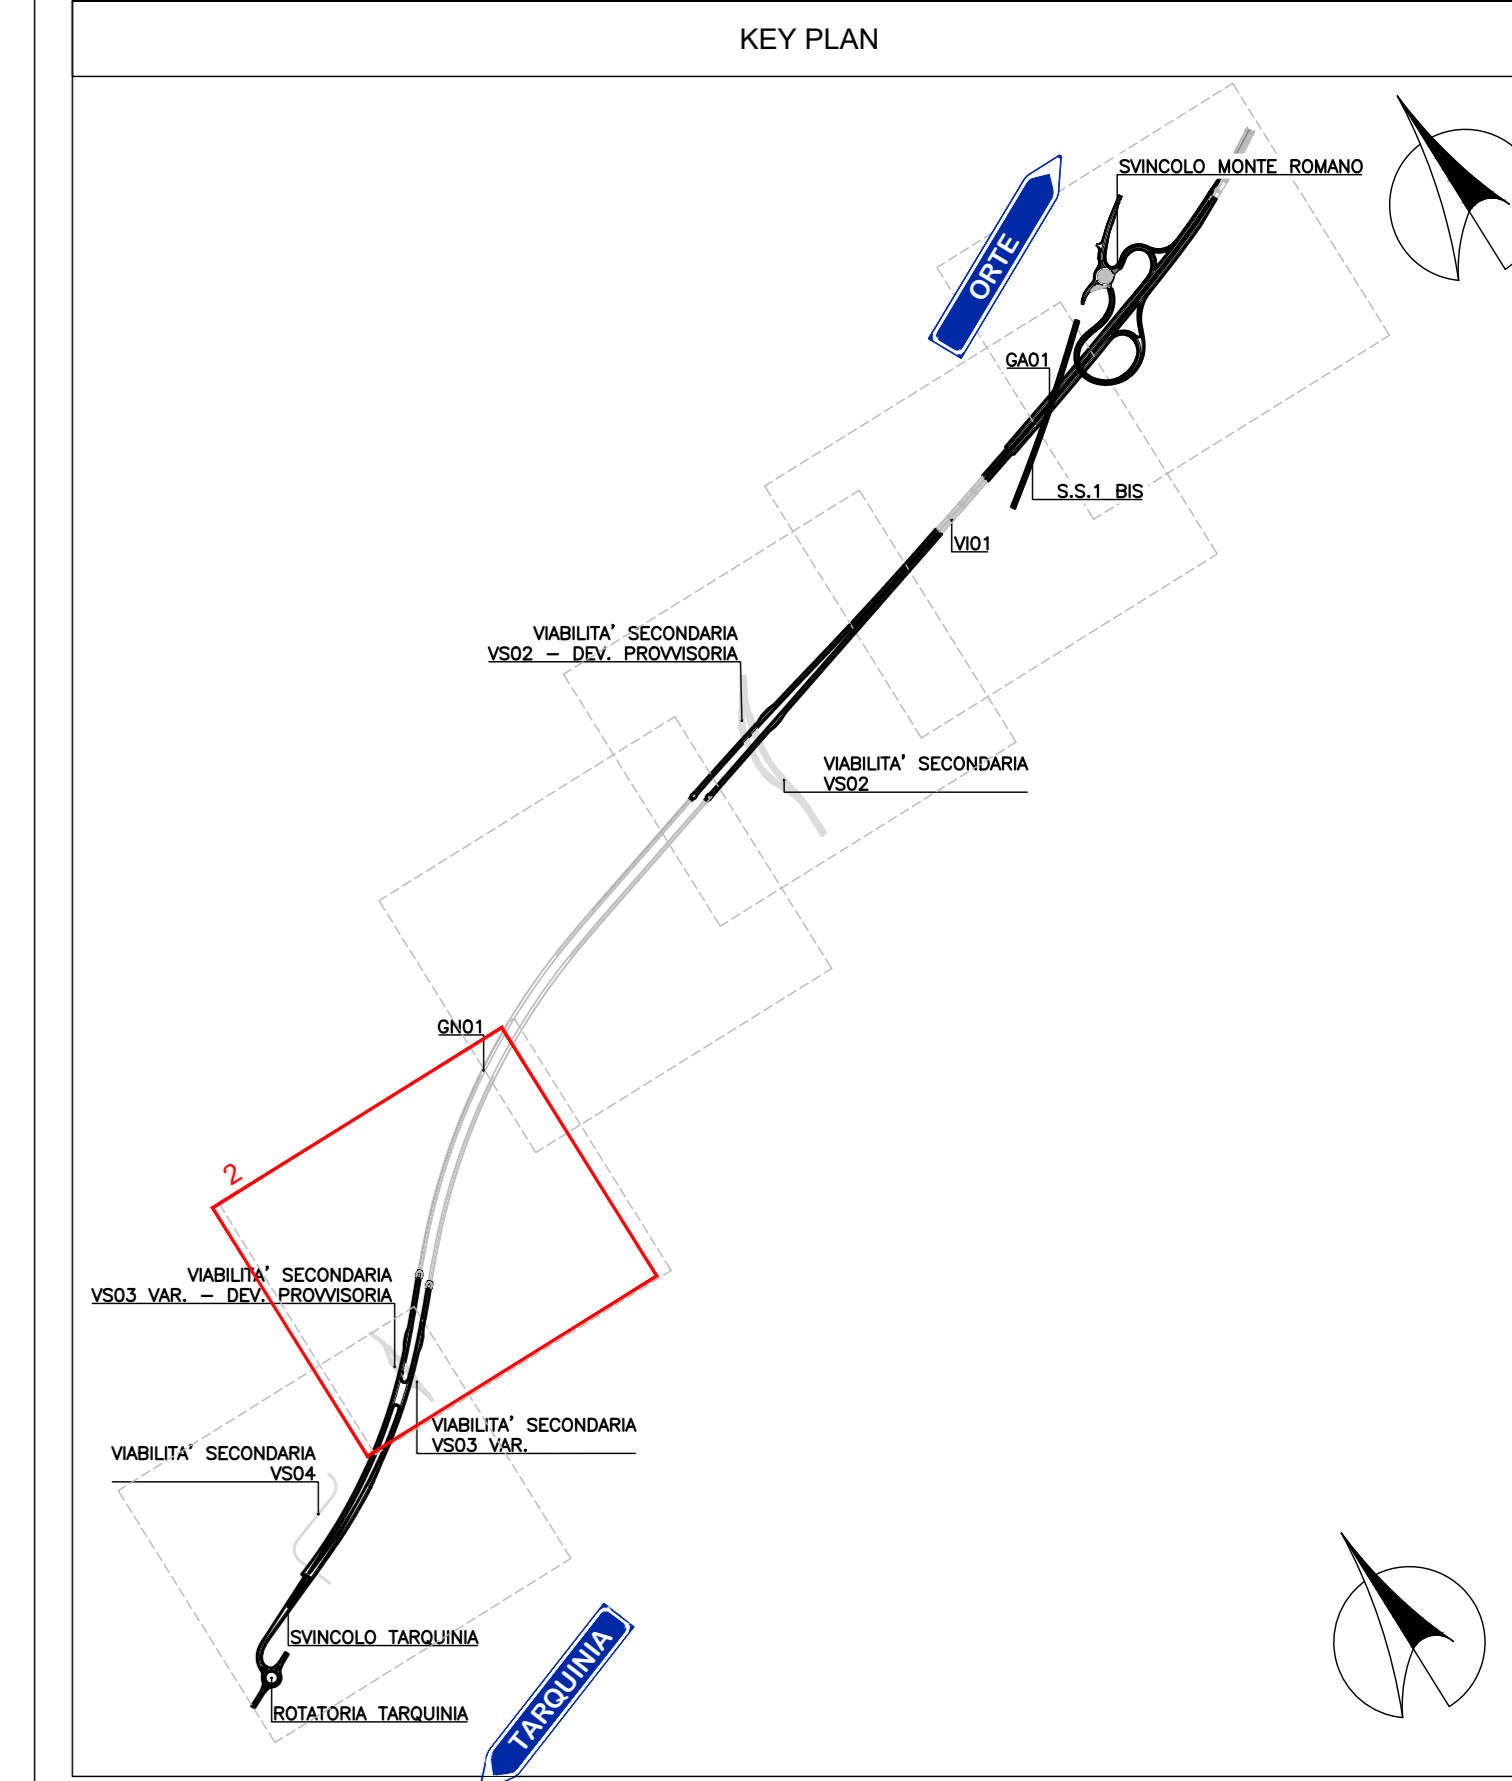 KEY PLAN
SVINCOLO MONTE ROMANO
ORTE
GA01
S.S.1 BIS
VI01
VIABILITA' SECONDARIA
VS02 - DEV. PROVVISORIA
VIABILITA' SECONDARIA
VS02
GN01
2
VIABILITA' SECONDARIA
VS03 VAR. - DEV. PROVVISORIA
VIABILITA' SECONDARIA
VS03 VAR.
VIABILITA' SECONDARIA
VS04
SVINCOLO TARQUINIA
TARQUINIA
ROTATORIA TARQUINIA